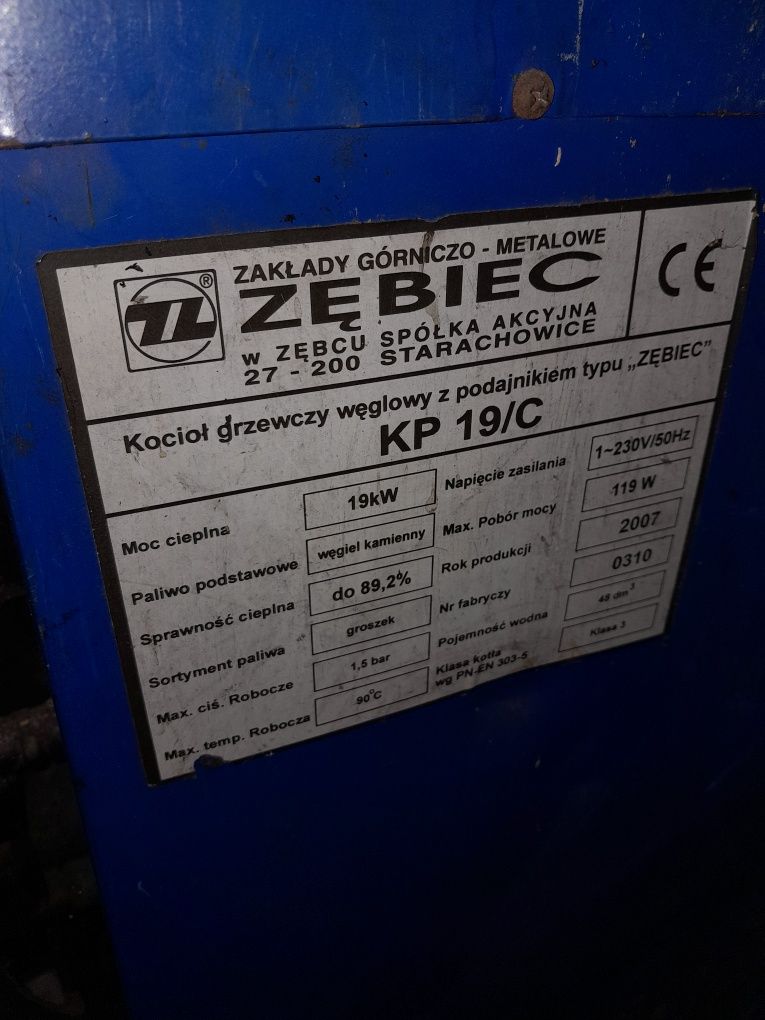 ZAKŁADY GÓRNICZO - METALOWE
®
ZĘBIEC
W ZĘBCU SPÓŁKA AKCYJNA
27 - 200 STARACHOWICE
CE
Kocioł grzewczy węglowy z podajnikiem typu „ZĘBIEC”
KP 19/C
Moc cieplna 19kW
Paliwo podstawowe węgiel kamienny
Sprawność cieplna do 89,2%
Sortyment paliwa groszek
Max. ciś. Robocze 1,5 bar
Max. temp. Robocza 90°C
Napięcie zasilania 1~230V/50Hz
Max. Pobór mocy 119 W
Rok produkcji 2007
Nr fabryczy 0310
Pojemność wodna 48 dm³
Klasa kotła Klasa 3
wg PN-EN 303-5